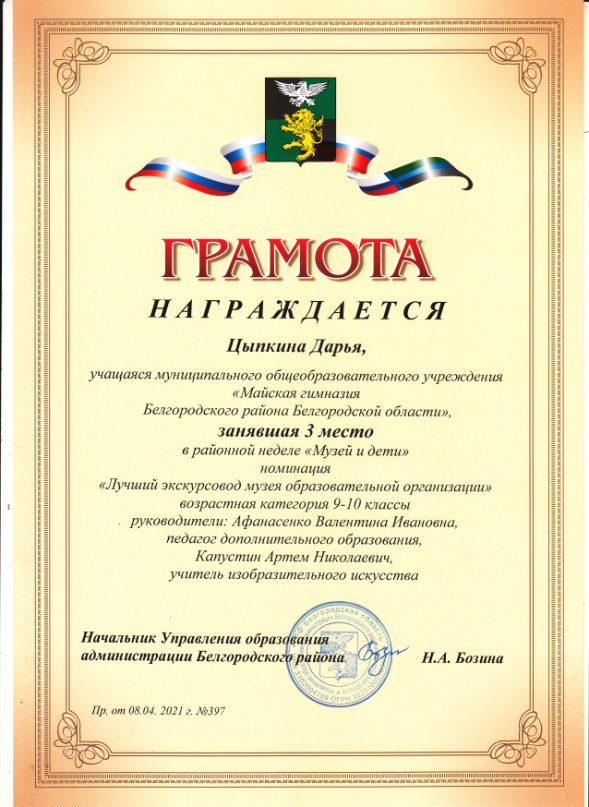 ГРАМОТА
НАГРАЖДАЕТСЯ
Цыпкина Дарья,
учащаяся муниципального общеобразовательного учреждения
«Майская гимназия
Белгородского района Белгородской области»,
занявшая 3 место
в районной неделе «Музей и дети»
номинация
«Лучший экскурсовод музея образовательной организации»
возрастная категория 9-10 классы
руководители: Афанасенко Валентина Ивановна,
педагог дополнительного образования,
Капустин Артем Николаевич,
учитель изобразительного искусства
Начальник Управления образования
администрации Белгородского района
Н.А. Бозина
Пр. от 08.04. 2021 г. №397